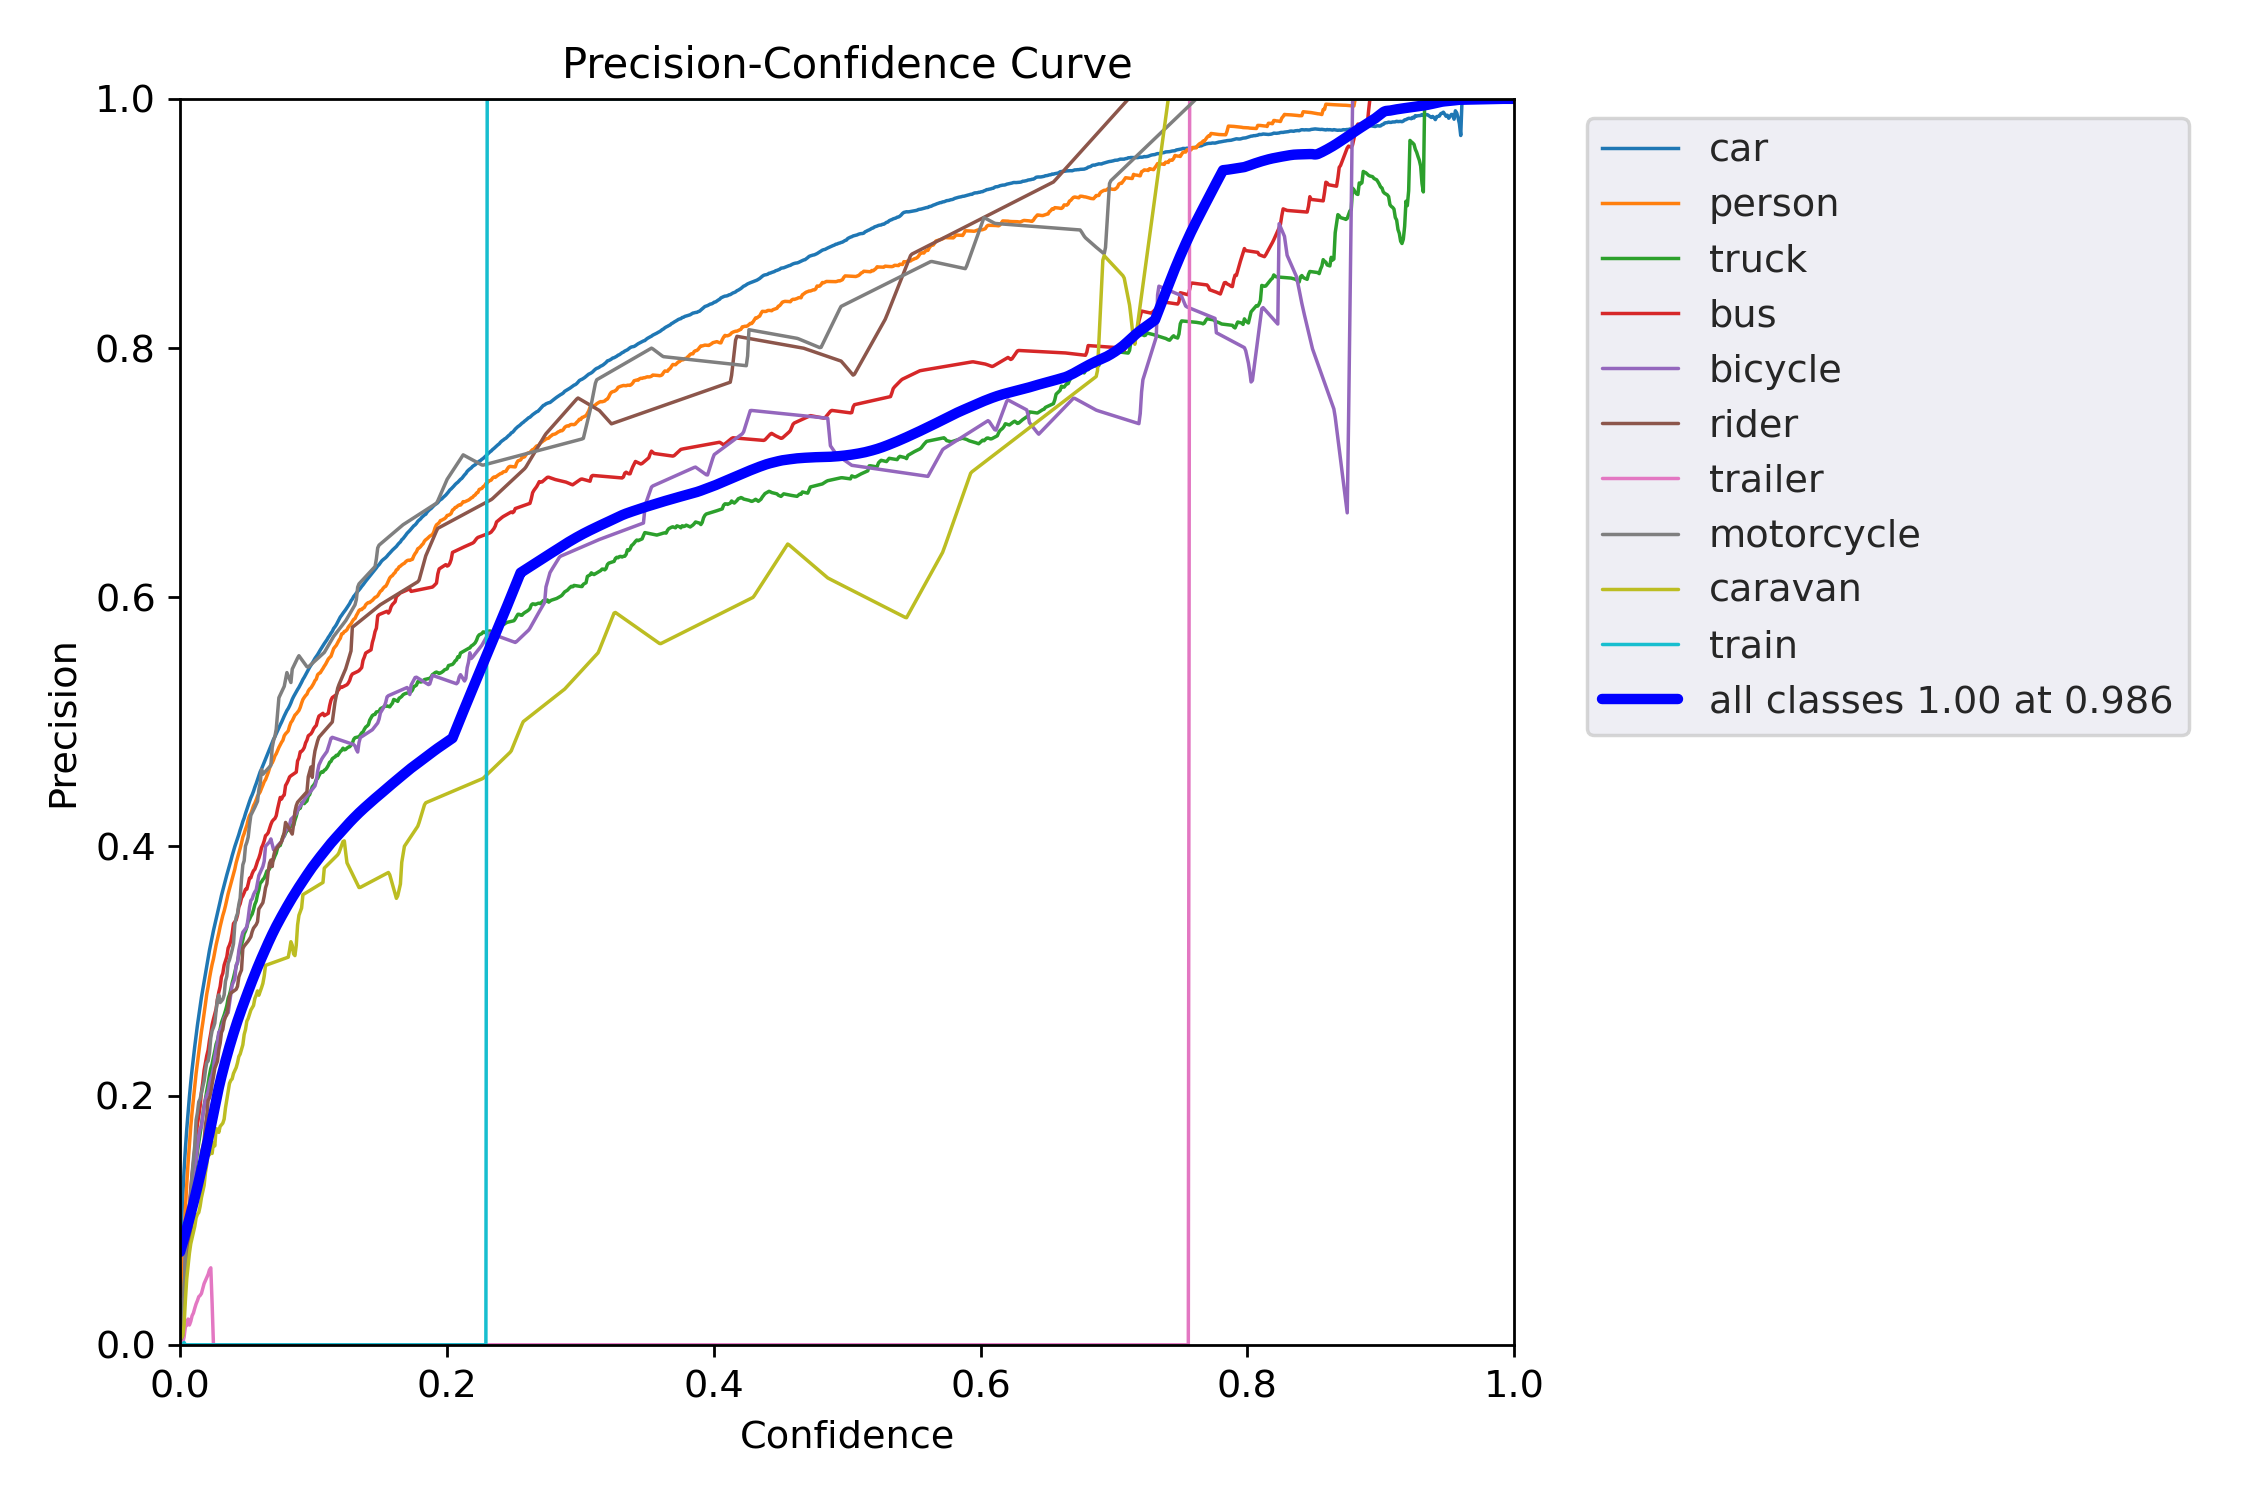 Precision-Confidence Curve
1.0
0.8
0.6
0.4
0.2
0.0
Precision
0.0 0.2 0.4 0.6 0.8 1.0
Confidence
car
person
truck
bus
bicycle
rider
trailer
motorcycle
caravan
train
all classes 1.00 at 0.986